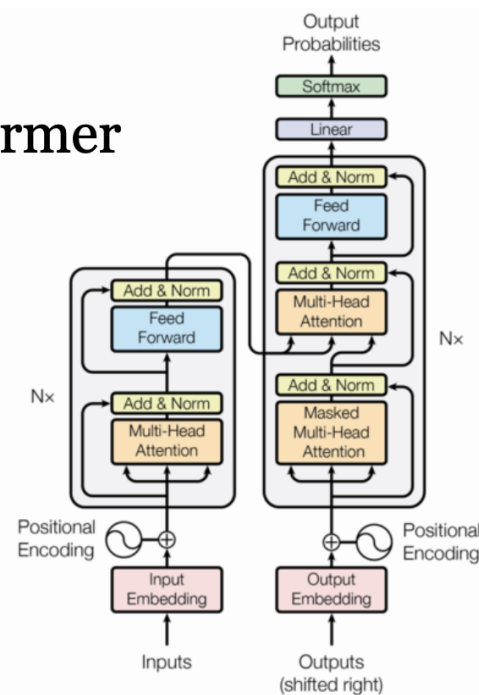 rmer
Output
Probabilities
Softmax
Linear
Add & Norm
Feed
Forward
Add & Norm
Multi-Head
Attention
Add & Norm
Masked
Multi-Head
Attention
Nx
Add & Norm
Feed
Forward
Nx
Add & Norm
Multi-Head
Attention
Positional
Encoding
Positional
Encoding
Input
Embedding
Output
Embedding
Inputs
Outputs
(shifted right)